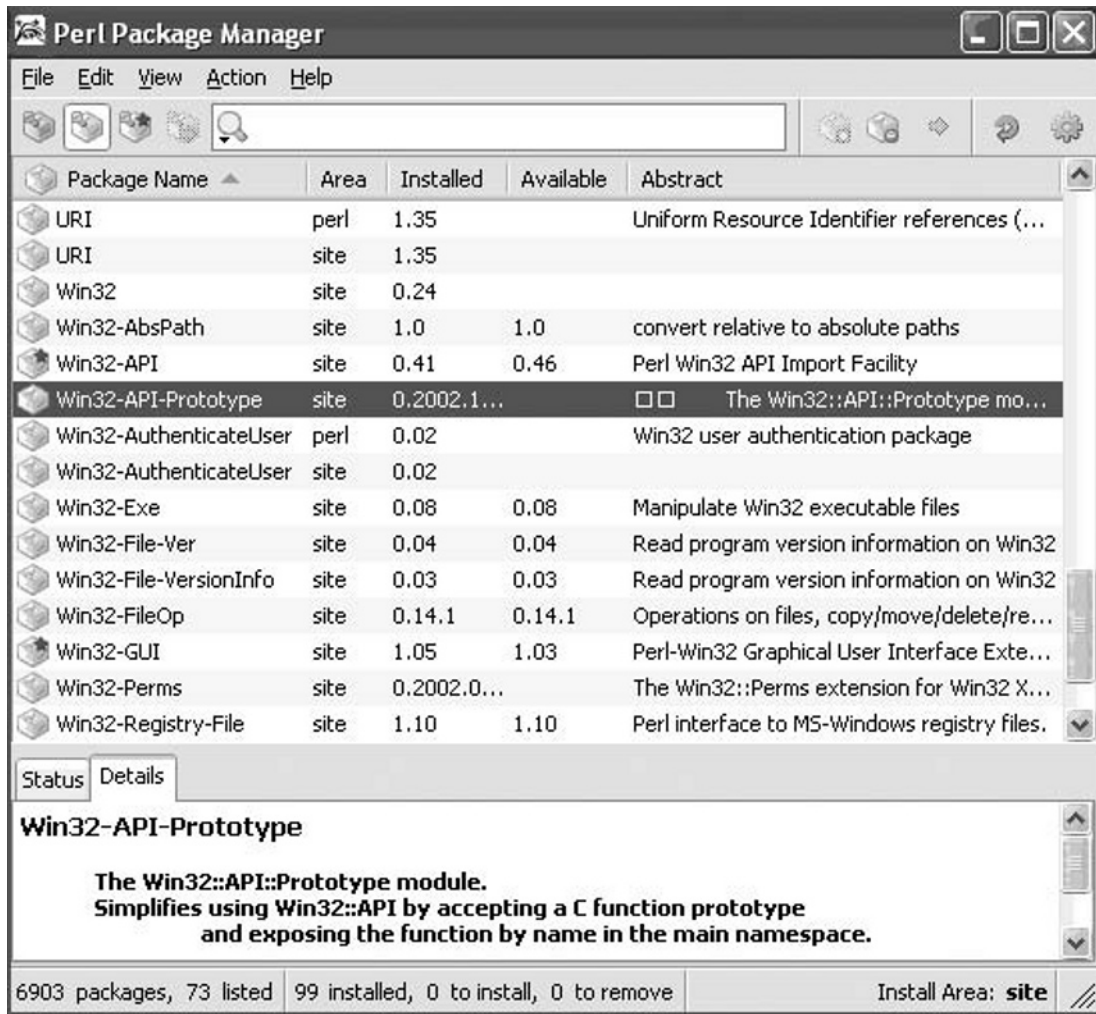 Perl Package Manager
File Edit View Action Help
Package Name Area Installed Available Abstract
URI perl 1.35 Uniform Resource Identifier references (...
URI site 1.35
Win32 site 0.24
Win32-AbsPath site 1.0 1.0 convert relative to absolute paths
Win32-API site 0.41 0.46 Perl Win32 API Import Facility
Win32-API-Prototype site 0.2002.1... □□ The Win32::API::Prototype mo...
Win32-AuthenticateUser perl 0.02 Win32 user authentication package
Win32-AuthenticateUser site 0.02
Win32-Exe site 0.08 0.08 Manipulate Win32 executable files
Win32-File-Ver site 0.04 0.04 Read program version information on Win32
Win32-File-VersionInfo site 0.03 0.03 Read program version information on Win32
Win32-FileOp site 0.14.1 0.14.1 Operations on files, copy/move/delete/re...
Win32-GUI site 1.05 1.03 Perl-Win32 Graphical User Interface Exte...
Win32-Perms site 0.2002.0... The Win32::Perms extension for Win32 X...
Win32-Registry-File site 1.10 1.10 Perl interface to MS-Windows registry files.
Status Details
Win32-API-Prototype
The Win32::API::Prototype module.
Simplifies using Win32::API by accepting a C function prototype
and exposing the function by name in the main namespace.
6903 packages, 73 listed 99 installed, 0 to install, 0 to remove Install Area: site